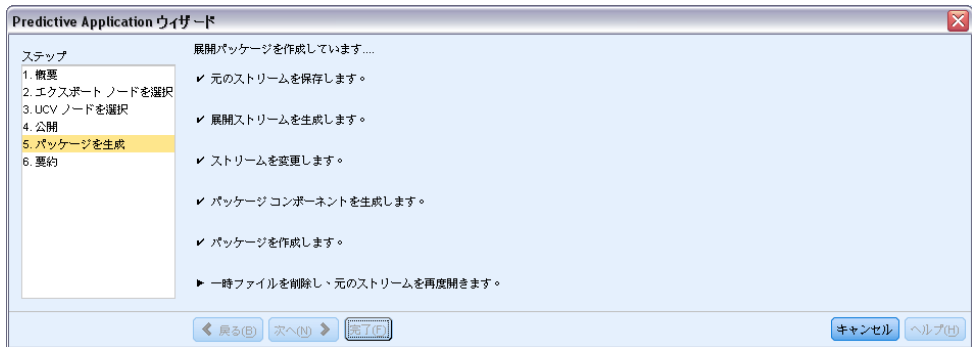 Predictive Application ウィザード
ステップ
1. 概要
2. エクスポート ノードを選択
3. UCV ノードを選択
4. 公開
5. パッケージを生成
6. 要約
展開パッケージを作成しています....
✔ 元のストリームを保存します。
✔ 展開ストリームを生成します。
✔ ストリームを変更します。
✔ パッケージ コンポーネントを生成します。
✔ パッケージを作成します。
► 一時ファイルを削除し、元のストリームを再度開きます。
戻る(B) 次へ(N) 完了(F) キャンセル ヘルプ(H)